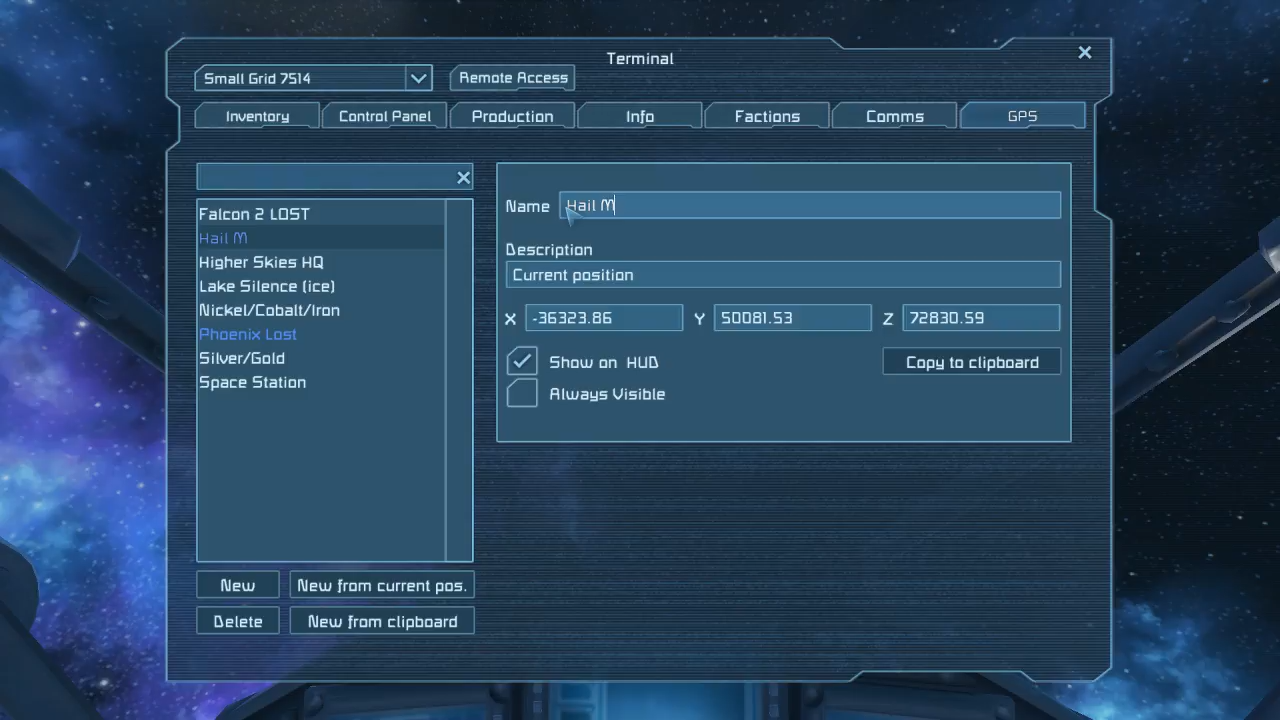 Terminal
Small Grid 7514
Remote Access
Inventory
Control Panel
Production
Info
Factions
Comms
GPS
Falcon 2 LOST
Hail M
Higher Skies HQ
Lake Silence (ice)
Nickel/Cobalt/Iron
Phoenix Lost
Silver/Gold
Space Station
New
New from current pos.
Delete
New from clipboard
Name Hail M
Description
Current position
X -36323.86 Y 50081.53 Z 72830.59
Show on HUD
Copy to clipboard
Always Visible